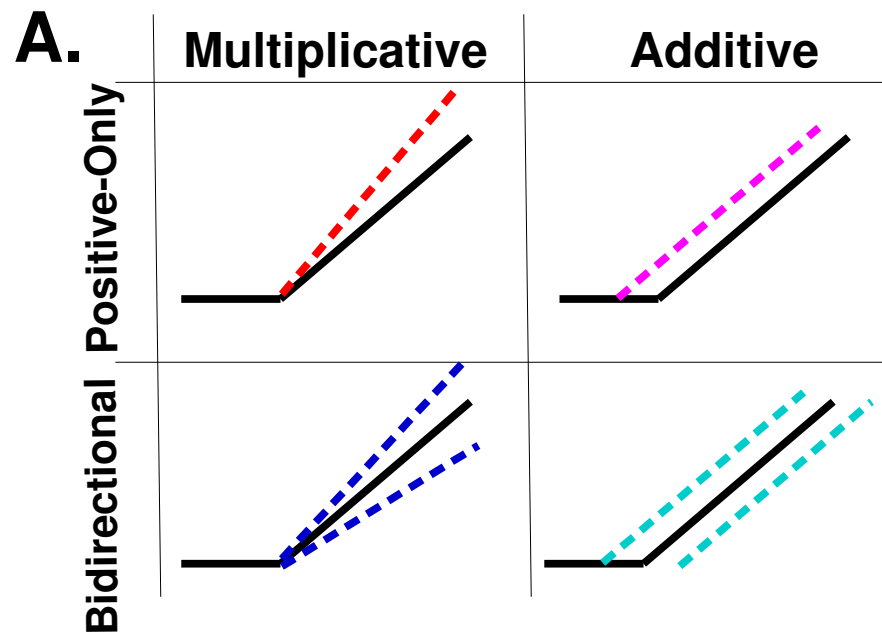 A.
Multiplicative
Additive
Positive-Only
Bidirectional